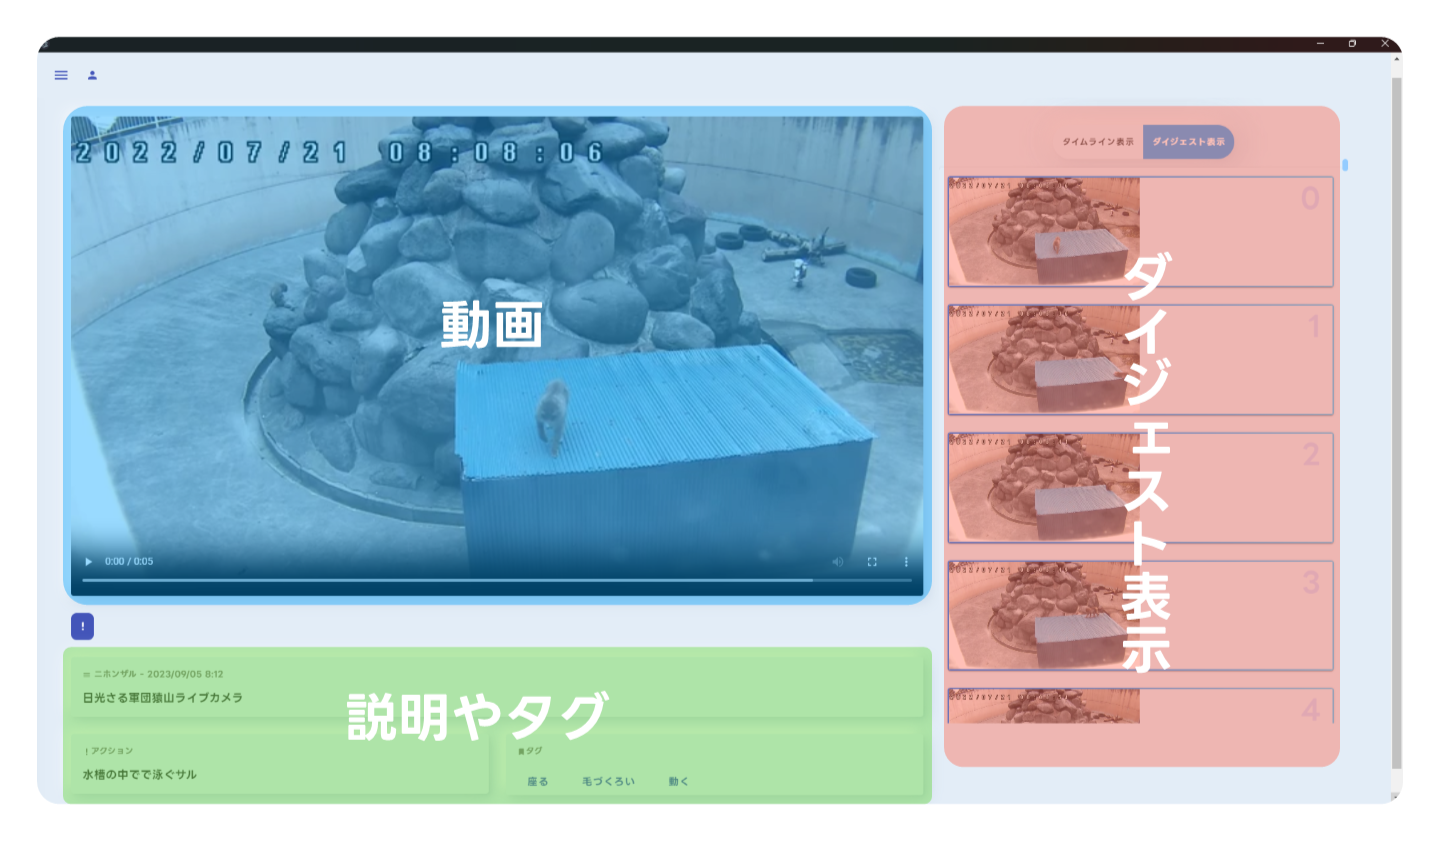 2022/07/21 08:08:06
動画
0:00 / 0:05
!
ニホンザル - 2023/09/05 8:12
日光さる軍団猿山ライブカメラ
説明やタグ
! アクション
水槽の中でで泳ぐサル
タグ
座る 毛づくろい 動く
タイムライン表示 ダイジェスト表示
0
1
2
3
4
ダイジェスト表示